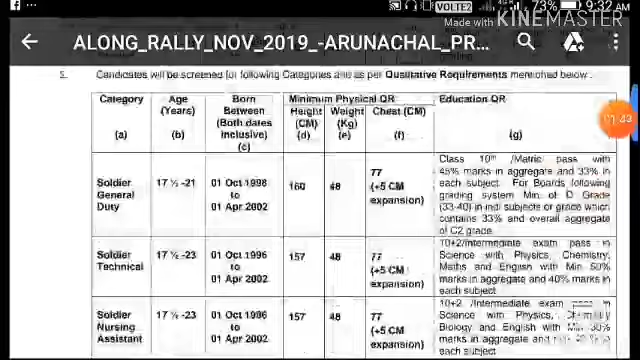 VOLTE2 73% 9:32 AM
Made with KINEMASTER
ALONG_RALLY_NOV_2019_-ARUNACHAL_PR...
01:43
5. Candidates will be screened for following Categories and as per Qualitative Requirements mentioned below :
Category Age (Years) Born Between (Both dates inclusive) Minimum Physical QR Education QR
Height (CM) Weight (Kg) Chest (CM)
(a) (b) (c) (d) (e) (f) (g)
Soldier General Duty
17 ½ -21
01 Oct 1998 to 01 Apr 2002
160
48
77 (+5 CM expansion)
Class 10th /Matric pass with
45% marks in aggregate and 33% in
each subject. For Boards following
grading system Min of D Grade
(33-40) in indl subjects or grade which
contains 33% and overall aggregate
of C2 grade.
Soldier Technical
17 ½ -23
01 Oct 1996 to 01 Apr 2002
157
48
77 (+5 CM expansion)
10+2/Intermediate exam pass in
Science with Physics, Chemistry,
Maths and English with Min 50%
marks in aggregate and 40% marks in
each subject
Soldier Nursing Assistant
17 ½ -23
01 Oct 1996 to 01 Apr 2002
157
48
77 (+5 CM expansion)
10+2 /Intermediate exam pass in
Science with Physics, Chemistry
Biology and English with Min 50%
marks in aggregate and in
each subject